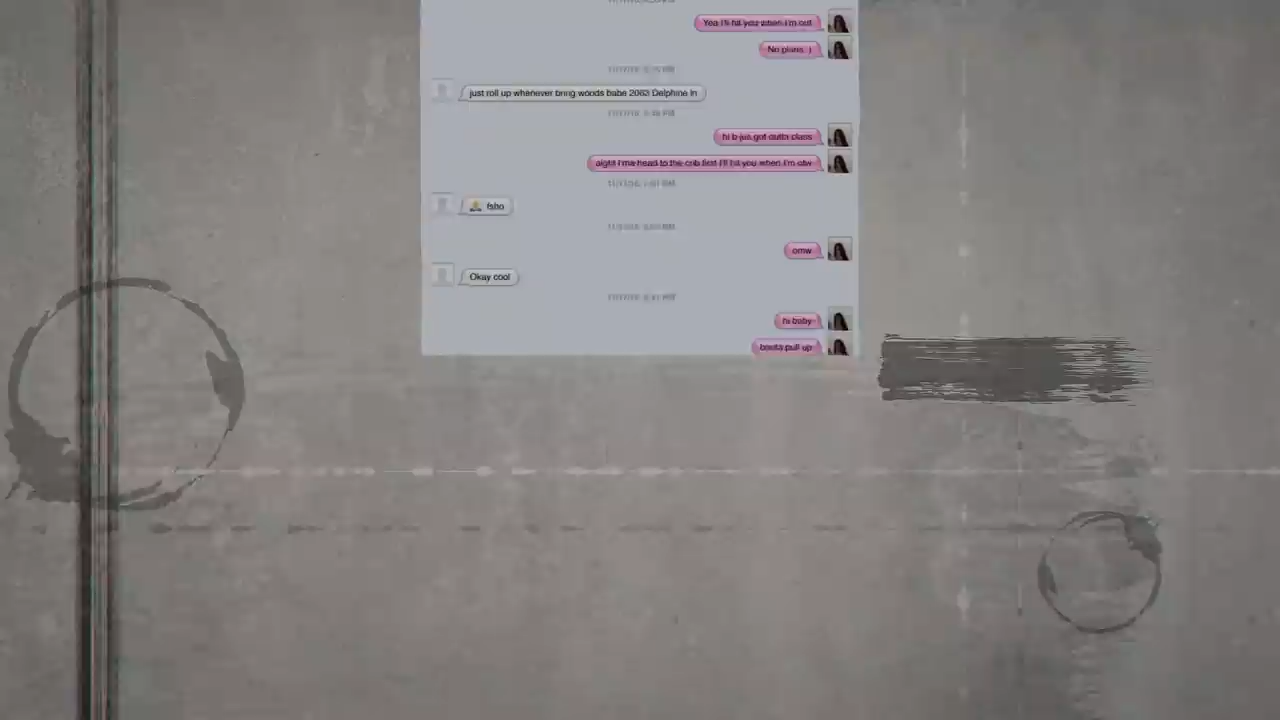 Yea I'll hit you when I'm out
No plans :)
just roll up whenever bring woods babe 2063 Delphine ln
hi b jus got outta class
aight I'ma head to the crib first I'll hit you when I'm otw
fsho
omw
Okay cool
hi baby
boutta pull up